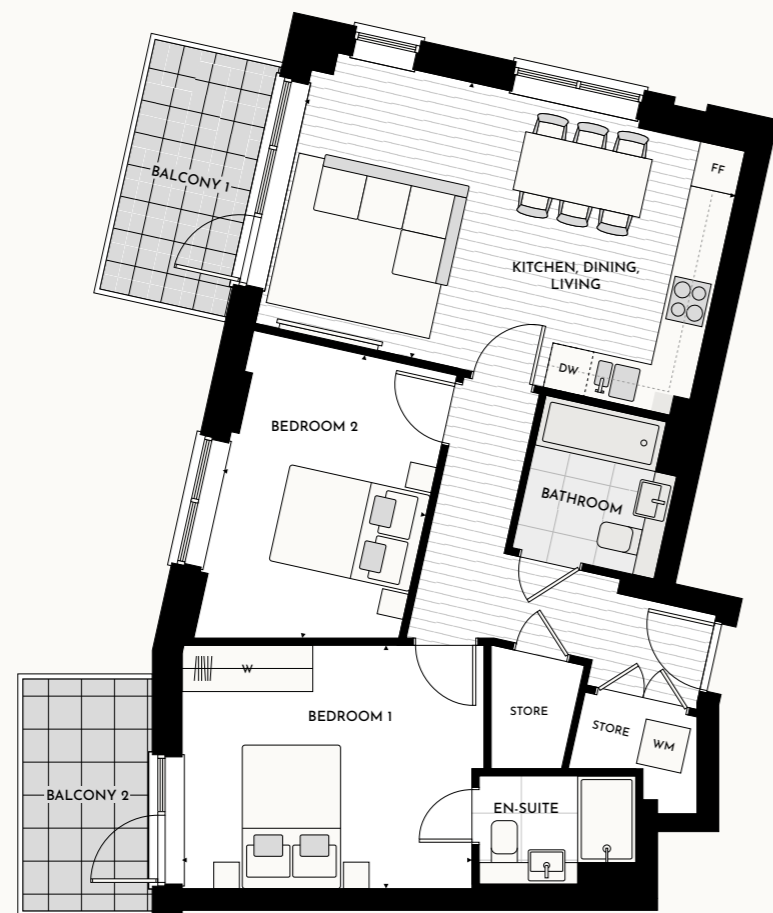 BALCONY 1
FF
KITCHEN, DINING,
LIVING
DW
BEDROOM 2
BATHROOM
W
BEDROOM 1
STORE
STORE
WM
BALCONY 2
EN-SUITE